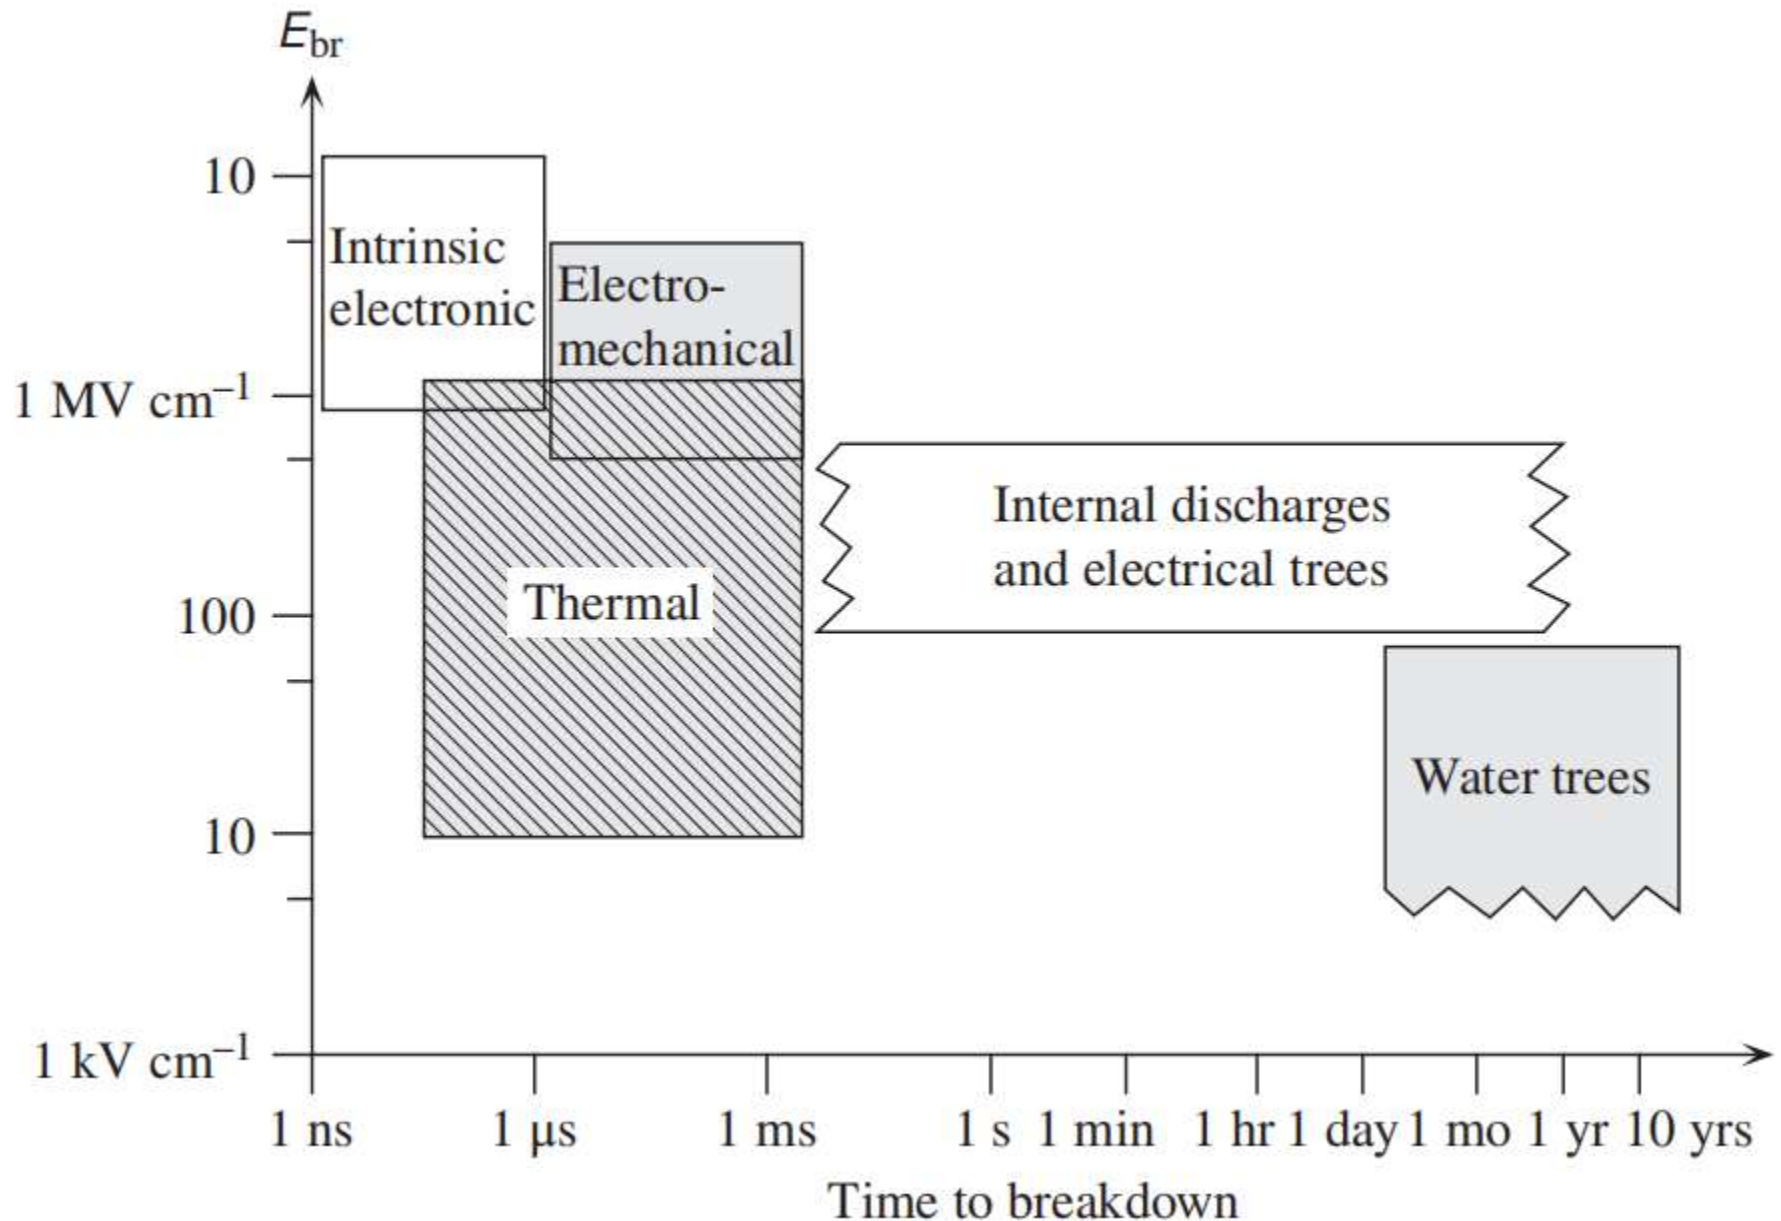 E_br
10
Intrinsic
electronic
Electro-
mechanical
1 MV cm⁻¹
Internal discharges
and electrical trees
Thermal
100
Water trees
10
1 kV cm⁻¹
1 ns 1 μs 1 ms 1 s 1 min 1 hr 1 day 1 mo 1 yr 10 yrs
Time to breakdown